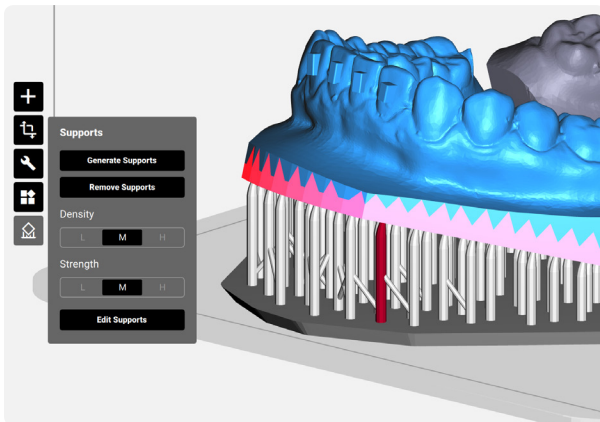 Supports
Generate Supports
Remove Supports
Density
L M H
Strength
L M H
Edit Supports